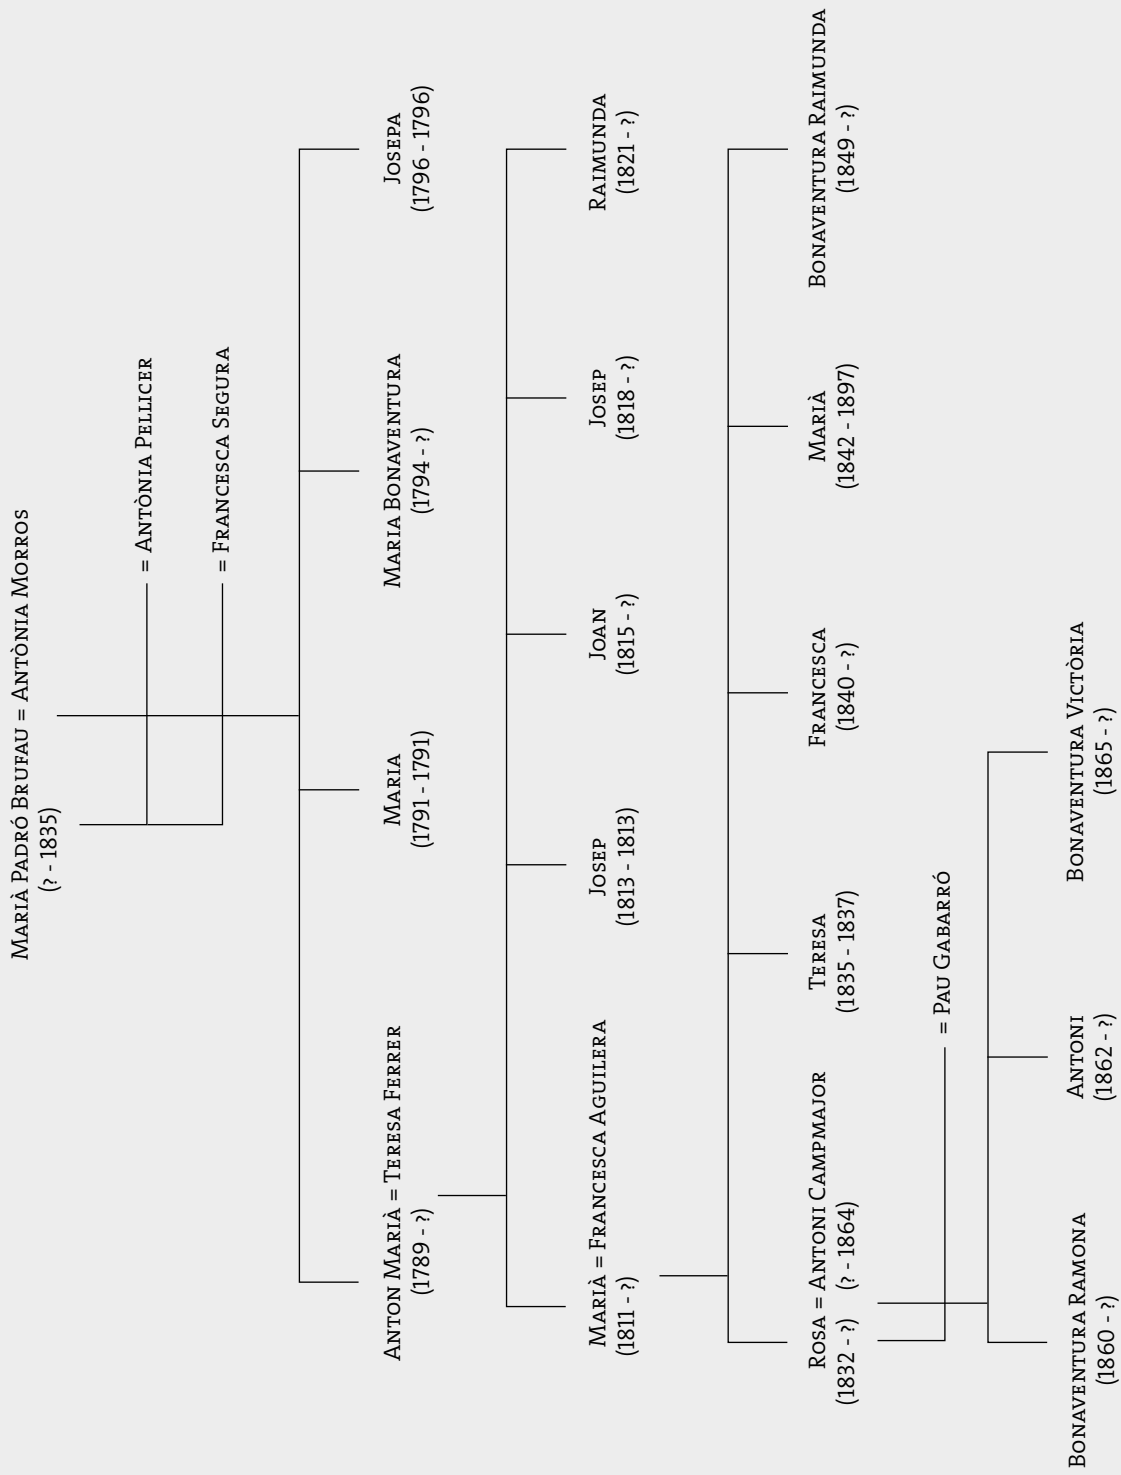 Marià Padró Brufau = Antònia Morros
(? - 1835)
= Antònia Pellicer
= Francesca Segura
Anton Marià = Teresa Ferrer
(1789 - ?)
Maria
(1791 - 1791)
Maria Bonaventura
(1794 - ?)
Josepa
(1796 - 1796)
Marià = Francesca Aguilera
(1811 - ?)
Josep
(1813 - 1813)
Joan
(1815 - ?)
Josep
(1818 - ?)
Raimunda
(1821 - ?)
Rosa = Antoni Campmajor
(1832 - ?) (? - 1864)
Teresa
(1835 - 1837)
Francesca
(1840 - ?)
Marià
(1842 - 1897)
Bonaventura Raimunda
(1849 - ?)
= Pau Gabarró
Bonaventura Ramona
(1860 - ?)
Antoni
(1862 - ?)
Bonaventura Victòria
(1865 - ?)